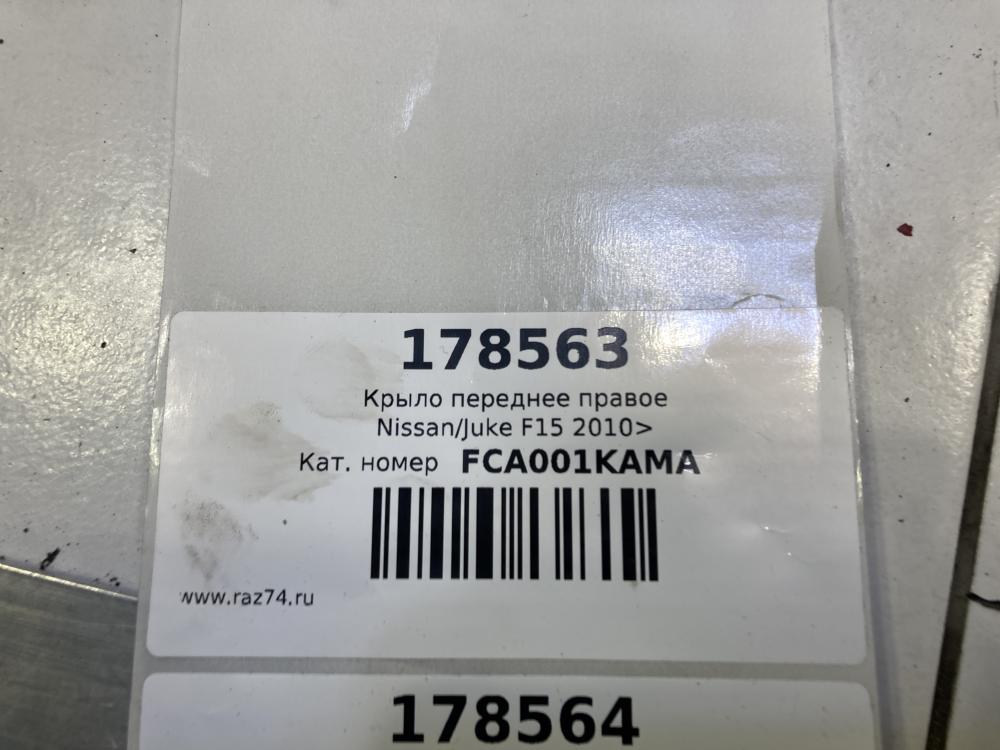 178563
Крыло переднее правое
Nissan/Juke F15 2010>
Кат. номер FCA001KAMA
www.raz74.ru
178564